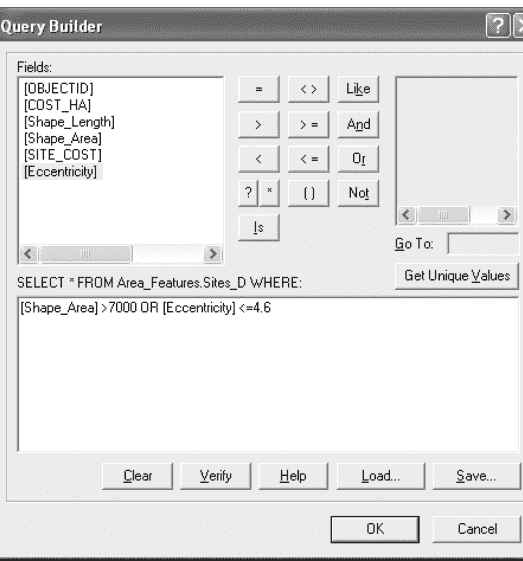 Query Builder
?
Fields:
[OBJECTID]
[COST_HA]
[Shape_Length]
[Shape_Area]
[SITE_COST]
[Eccentricity]
= < > Like
> > = And
< < = Or
? * ( ) Not
Is
Go To:
Get Unique Values
SELECT * FROM Area_Features.Sites_D WHERE:
[Shape_Area] >7000 OR [Eccentricity] <=4.6
Clear Verify Help Load... Save...
OK Cancel